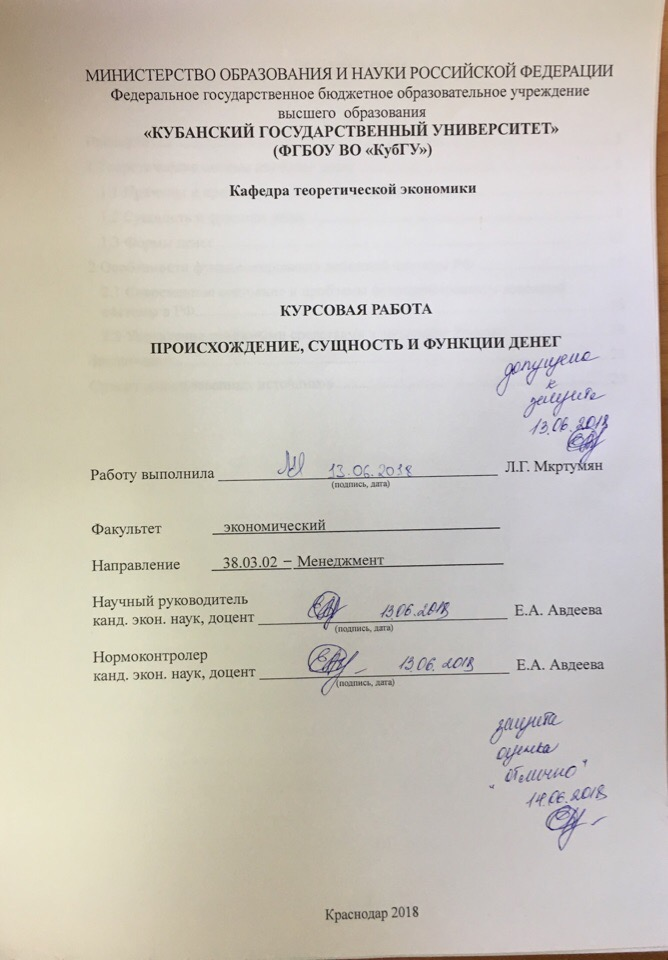 МИНИСТЕРСТВО ОБРАЗОВАНИЯ И НАУКИ РОССИЙСКОЙ ФЕДЕРАЦИИ
Федеральное государственное бюджетное образовательное учреждение
высшего образования
«КУБАНСКИЙ ГОСУДАРСТВЕННЫЙ УНИВЕРСИТЕТ»
(ФГБОУ ВО «КубГУ»)
Кафедра теоретической экономики
КУРСОВАЯ РАБОТА
ПРОИСХОЖДЕНИЕ, СУЩНОСТЬ И ФУНКЦИИ ДЕНЕГ
допущена
к
защите
13.06.2018
Работу выполнила 13.06.2018 Л.Г. Мкртумян
(подпись, дата)
Факультет экономический
Направление 38.03.02 – Менеджмент
Научный руководитель
канд. экон. наук, доцент 13.06.2018 Е.А. Авдеева
(подпись, дата)
Нормоконтролер
канд. экон. наук, доцент 13.06.2018 Е.А. Авдеева
(подпись, дата)
защита
оценка
"отлично"
14.06.2018
Краснодар 2018